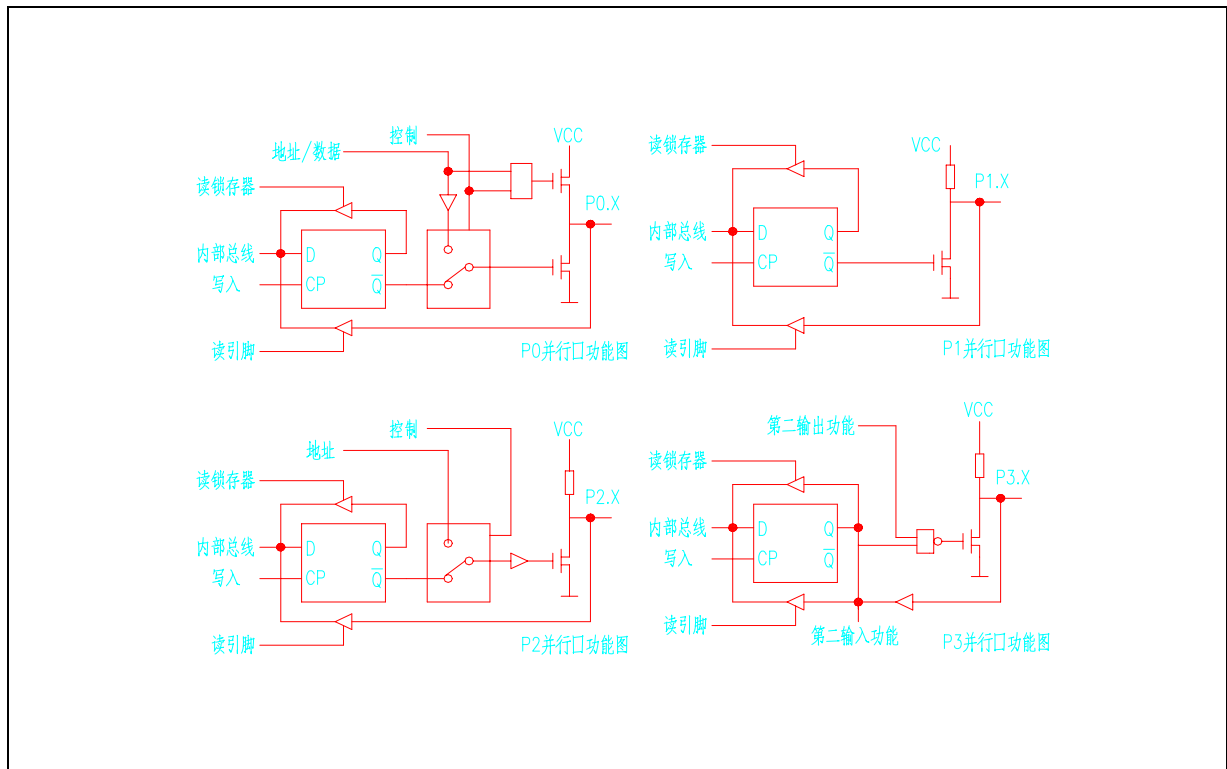 控制
VCC
地址/数据
读锁存器
P0.X
内部总线
D
Q
写入
CP
Q̅
读引脚
P0并行口功能图
读锁存器
VCC
P1.X
内部总线
D
Q
写入
CP
Q̅
读引脚
P1并行口功能图
控制
VCC
地址
读锁存器
P2.X
内部总线
D
Q
写入
CP
Q̅
读引脚
P2并行口功能图
VCC
第二输出功能
读锁存器
P3.X
内部总线
D
Q
写入
CP
Q̅
读引脚
第二输入功能
P3并行口功能图